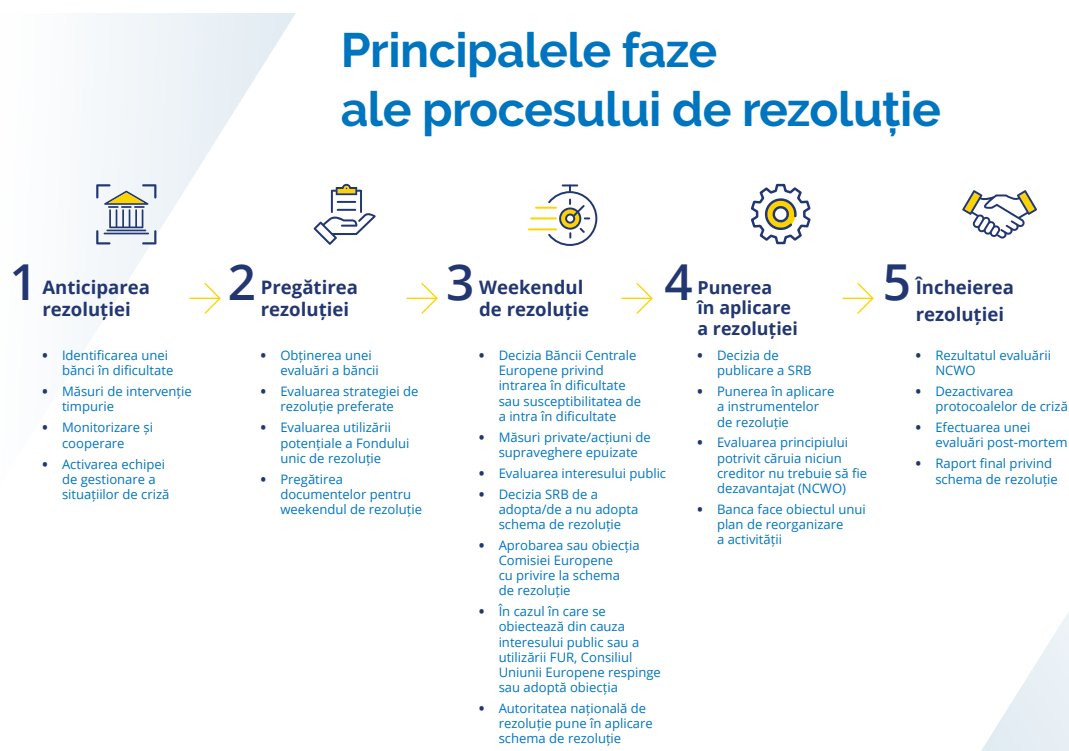 Principalele faze
ale procesului de rezoluție
1 Anticiparea
rezoluției
• Identificarea unei
bănci în dificultate
• Măsuri de intervenție
timpurie
• Monitorizare și
cooperare
• Activarea echipei
de gestionare a
situațiilor de criză
2 Pregătirea
rezoluției
• Obținerea unei
evaluări a băncii
• Evaluarea strategiei de
rezoluție preferate
• Evaluarea utilizării
potențiale a Fondului
unic de rezoluție
• Pregătirea
documentelor pentru
weekendul de rezoluție
3 Weekendul
de rezoluție
• Decizia Băncii Centrale
Europene privind
intrarea în dificultate
sau susceptibilitatea de
a intra în dificultate
• Măsuri private/acțiuni de
supraveghere epuizate
• Evaluarea interesului public
• Decizia SRB de a
adopta/de a nu adopta
schema de rezoluție
• Aprobarea sau obiecția
Comisiei Europene
cu privire la schema
de rezoluție
• În cazul în care se
obiectează din cauza
interesului public sau a
utilizării FUR, Consiliul
Uniunii Europene respinge
sau adoptă obiecția
• Autoritatea națională de
rezoluție pune în aplicare
schema de rezoluție
4 Punerea
în aplicare
a rezoluției
• Decizia de
publicare a SRB
• Punerea în aplicare
a instrumentelor
de rezoluție
• Evaluarea principiului
potrivit căruia niciun
creditor nu trebuie să fie
dezavantajat (NCWO)
• Banca face obiectul unui
plan de reorganizare
a activității
5 Încheierea
rezoluției
• Rezultatul evaluării
NCWO
• Dezactivarea
protocoalelor de criză
• Efectuarea unei
evaluări post-mortem
• Raport final privind
schema de rezoluție